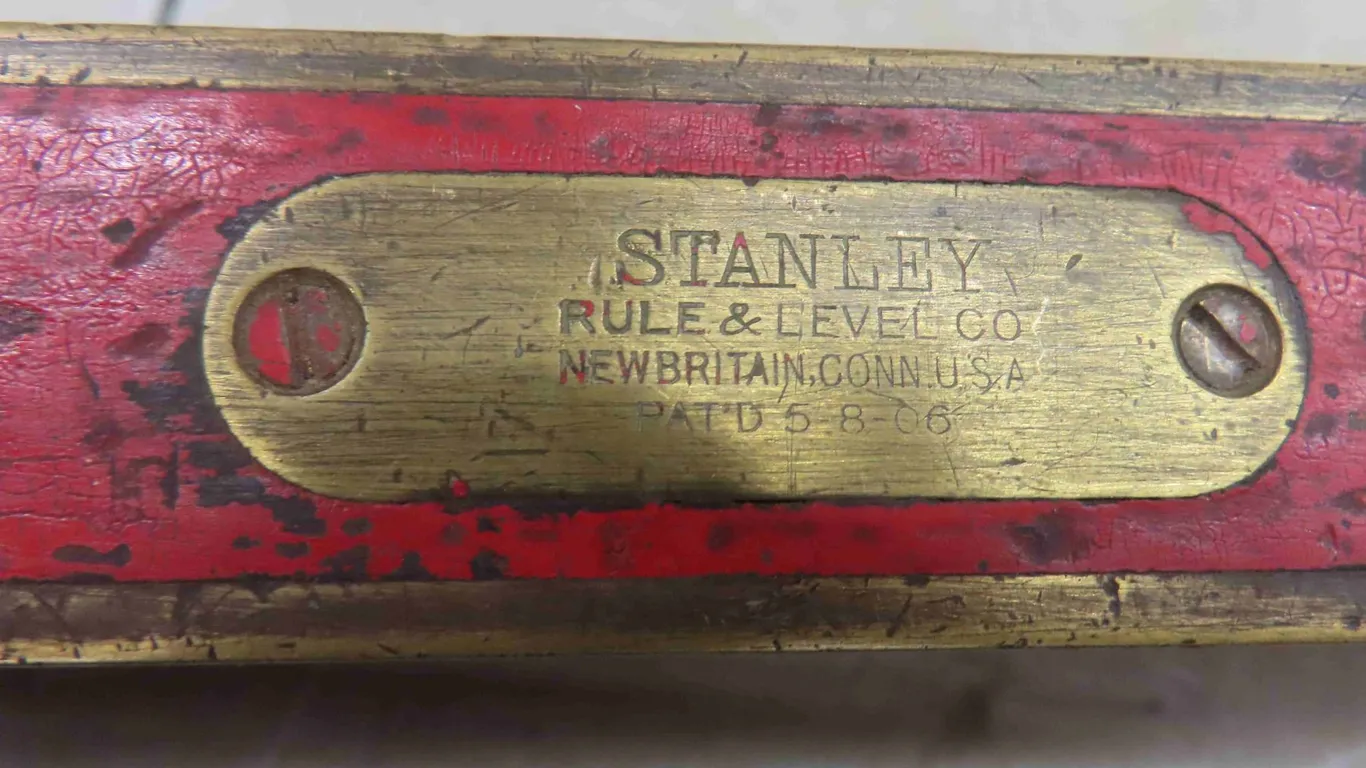 STANLEY
RULE & LEVEL CO
NEW BRITAIN, CONN. U.S.A
PAT'D 5-8-06